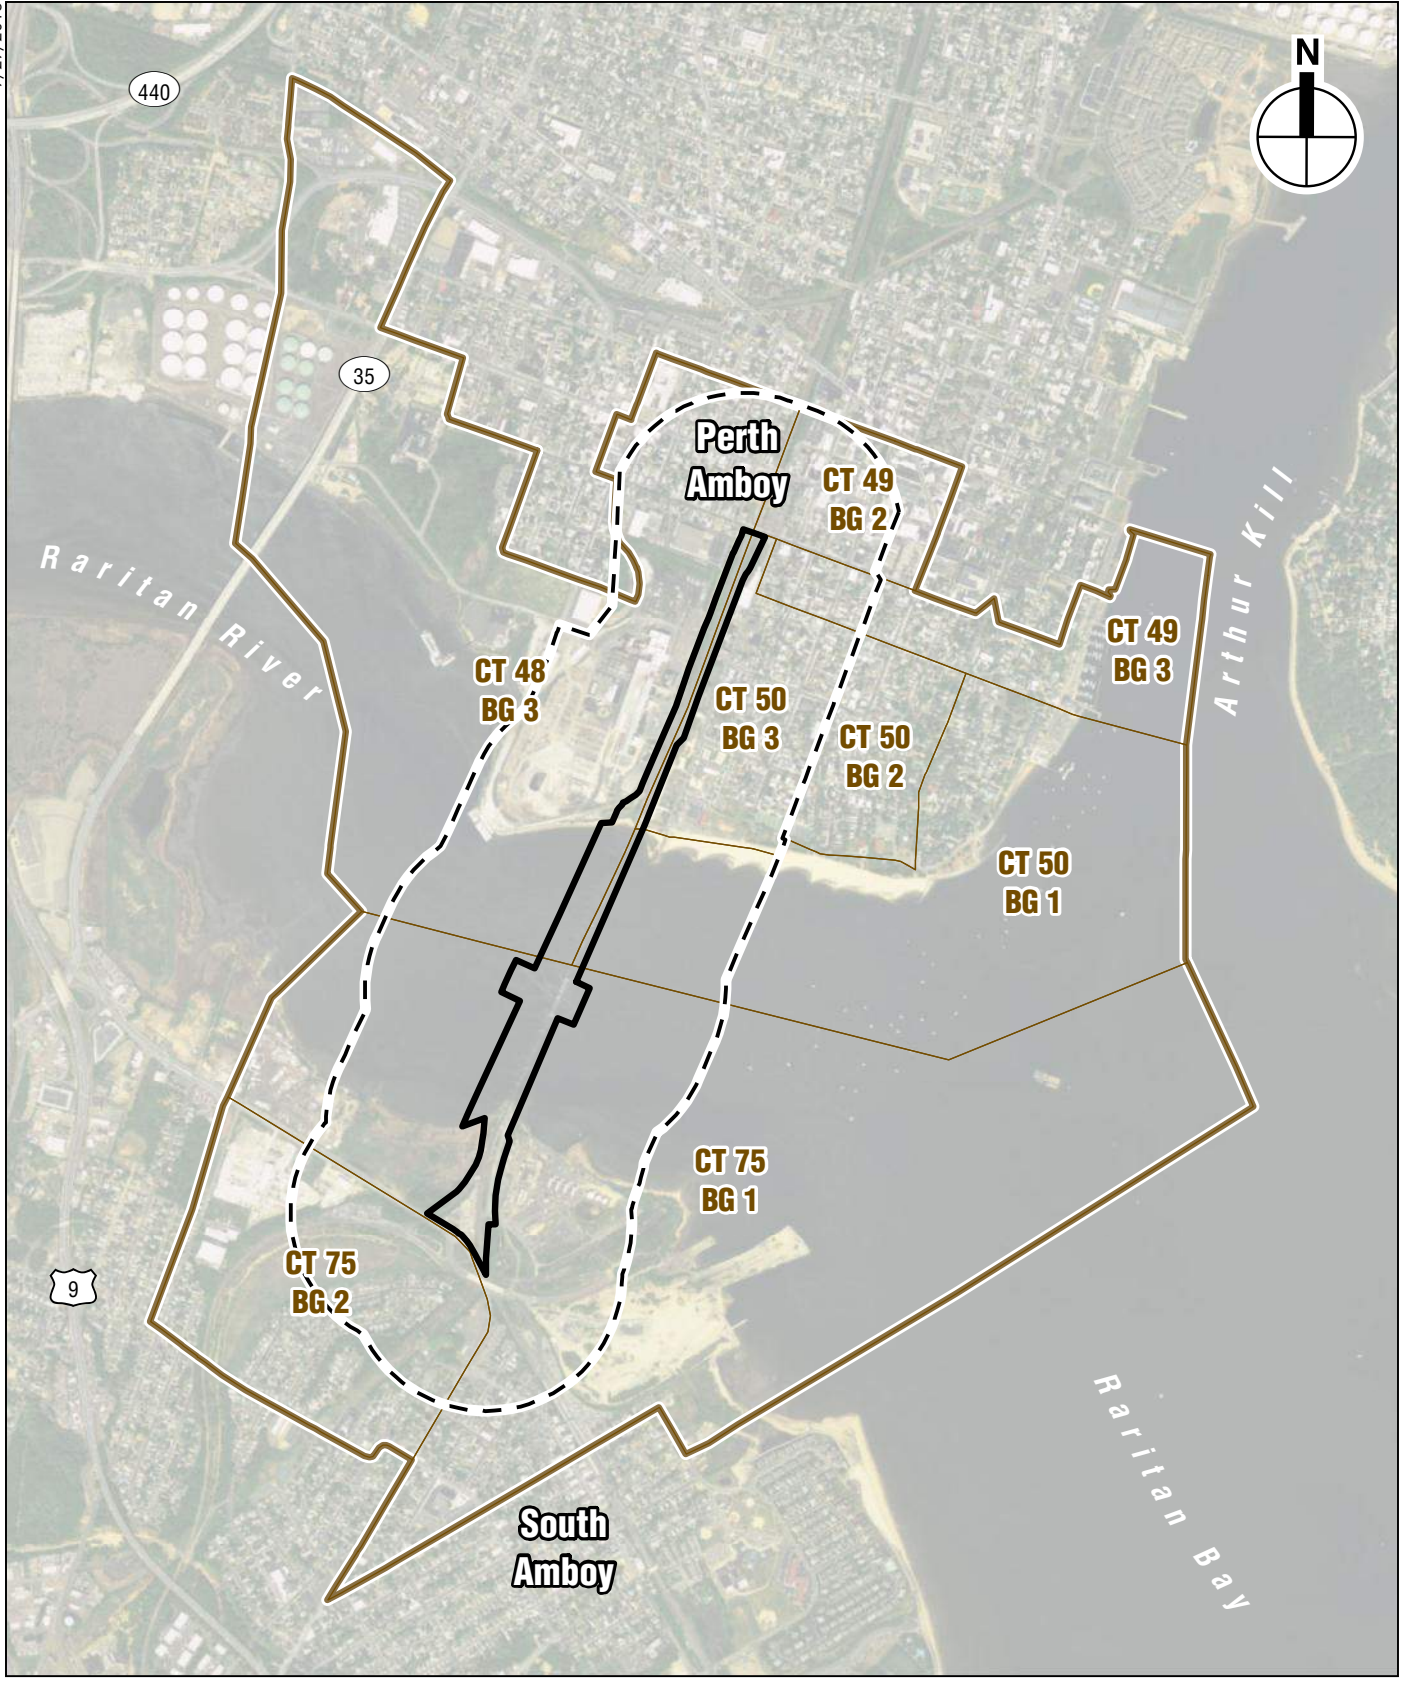 N
440
35
Perth
Amboy
CT 49
BG 2
Raritan River
Arthur Kill
CT 49
BG 3
CT 48
BG 3
CT 50
BG 3
CT 50
BG 2
CT 50
BG 1
CT 75
BG 1
CT 75
BG 2
9
Raritan Bay
South
Amboy